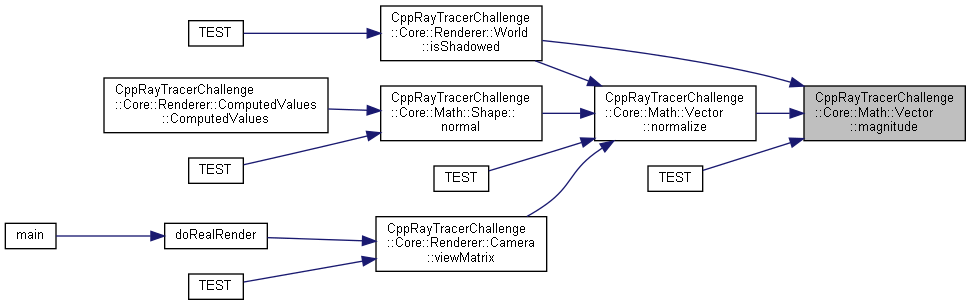 TEST
CppRayTracerChallenge
::Core::Renderer::World
::isShadowed
CppRayTracerChallenge
::Core::Renderer::ComputedValues
::ComputedValues
CppRayTracerChallenge
::Core::Math::Shape::
normal
CppRayTracerChallenge
::Core::Math::Vector
::normalize
CppRayTracerChallenge
::Core::Math::Vector
::magnitude
TEST
TEST
TEST
main
doRealRender
CppRayTracerChallenge
::Core::Renderer::Camera
::viewMatrix
TEST